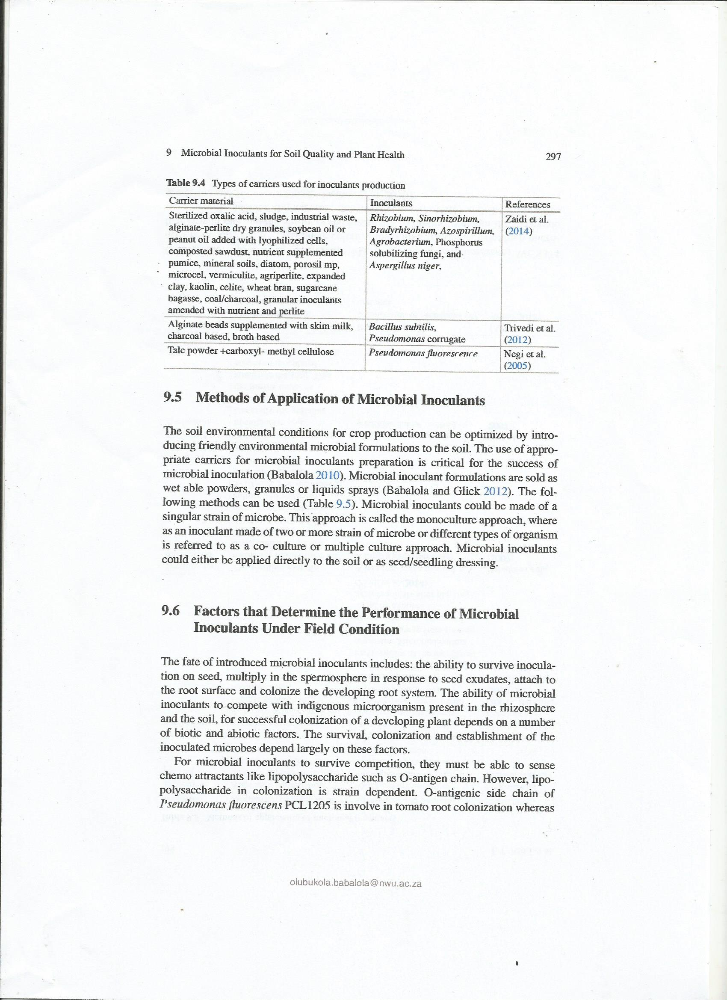 9 Microbial Inoculants for Soil Quality and Plant Health 297
Table 9.4 Types of carriers used for inoculants production
Carrier material Inoculants References
Sterilized oxalic acid, sludge, industrial waste, Rhizobium, Sinorhizobium, Zaidi et al.
alginate-perlite dry granules, soybean oil or Bradyrhizobium, Azospirillum, (2014)
peanut oil added with lyophilized cells, Agrobacterium, Phosphorus
composted sawdust, nutrient supplemented solubilizing fungi, and
pumice, mineral soils, diatom, porosil mp, Aspergillus niger,
microcel, vermiculite, agriperlite, expanded
clay, kaolin, celite, wheat bran, sugarcane
bagasse, coal/charcoal, granular inoculants
amended with nutrient and perlite
Alginate beads supplemented with skim milk, Bacillus subtilis, Trivedi et al.
charcoal based, broth based Pseudomonas corrugate (2012)
Talc powder +carboxyl- methyl cellulose Pseudomonas fluorescence Negi et al.
(2005)
9.5 Methods of Application of Microbial Inoculants
The soil environmental conditions for crop production can be optimized by intro-
ducing friendly environmental microbial formulations to the soil. The use of appro-
priate carriers for microbial inoculants preparation is critical for the success of
microbial inoculation (Babalola 2010). Microbial inoculant formulations are sold as
wet able powders, granules or liquids sprays (Babalola and Glick 2012). The fol-
lowing methods can be used (Table 9.5). Microbial inoculants could be made of a
singular strain of microbe. This approach is called the monoculture approach, where
as an inoculant made of two or more strain of microbe or different types of organism
is referred to as a co- culture or multiple culture approach. Microbial inoculants
could either be applied directly to the soil or as seed/seedling dressing.
9.6 Factors that Determine the Performance of Microbial
Inoculants Under Field Condition
The fate of introduced microbial inoculants includes: the ability to survive inocula-
tion on seed, multiply in the spermosphere in response to seed exudates, attach to
the root surface and colonize the developing root system. The ability of microbial
inoculants to compete with indigenous microorganism present in the rhizosphere
and the soil, for successful colonization of a developing plant depends on a number
of biotic and abiotic factors. The survival, colonization and establishment of the
inoculated microbes depend largely on these factors.
For microbial inoculants to survive competition, they must be able to sense
chemo attractants like lipopolysaccharide such as O-antigen chain. However, lipo-
polysaccharide in colonization is strain dependent. O-antigenic side chain of
Pseudomonas fluorescens PCL1205 is involve in tomato root colonization whereas
olubukola.babalola@nwu.ac.za